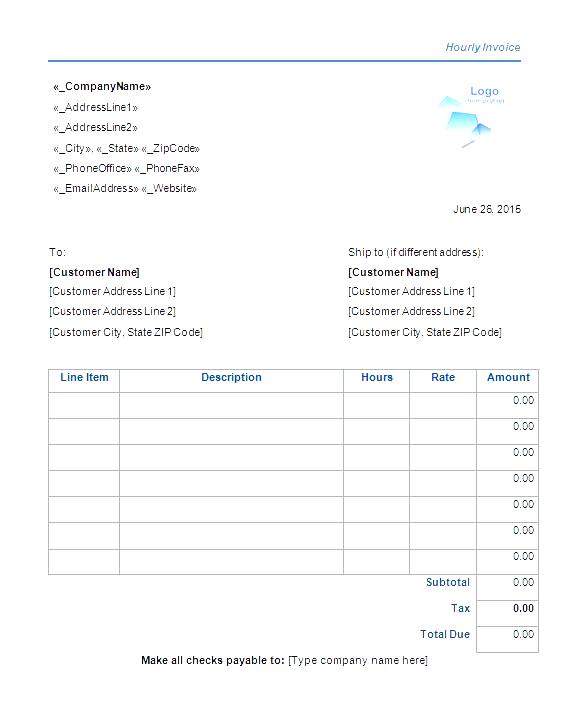 Hourly Invoice
«_CompanyName»
«_AddressLine1»
«_AddressLine2»
«_City», «_State» «_ZipCode»
«_PhoneOffice» «_PhoneFax»
«_EmailAddress» «_Website»
Logo
June 26, 2015
To:
[Customer Name]
[Customer Address Line 1]
[Customer Address Line 2]
[Customer City, State ZIP Code]
Ship to (if different address):
[Customer Name]
[Customer Address Line 1]
[Customer Address Line 2]
[Customer City, State ZIP Code]
Line Item Description Hours Rate Amount
0.00
0.00
0.00
0.00
0.00
0.00
0.00
Subtotal 0.00
Tax 0.00
Total Due 0.00
Make all checks payable to: [Type company name here]